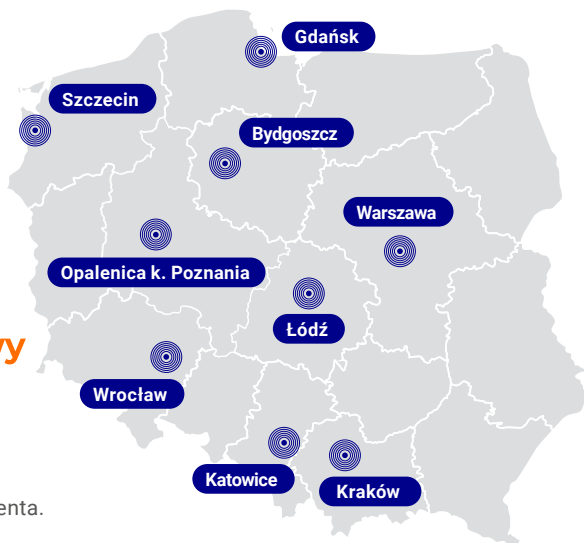 Gdańsk
Szczecin
Bydgoszcz
Warszawa
Opalenica k. Poznania
Łódź
Wrocław
Katowice
Kraków
enta.